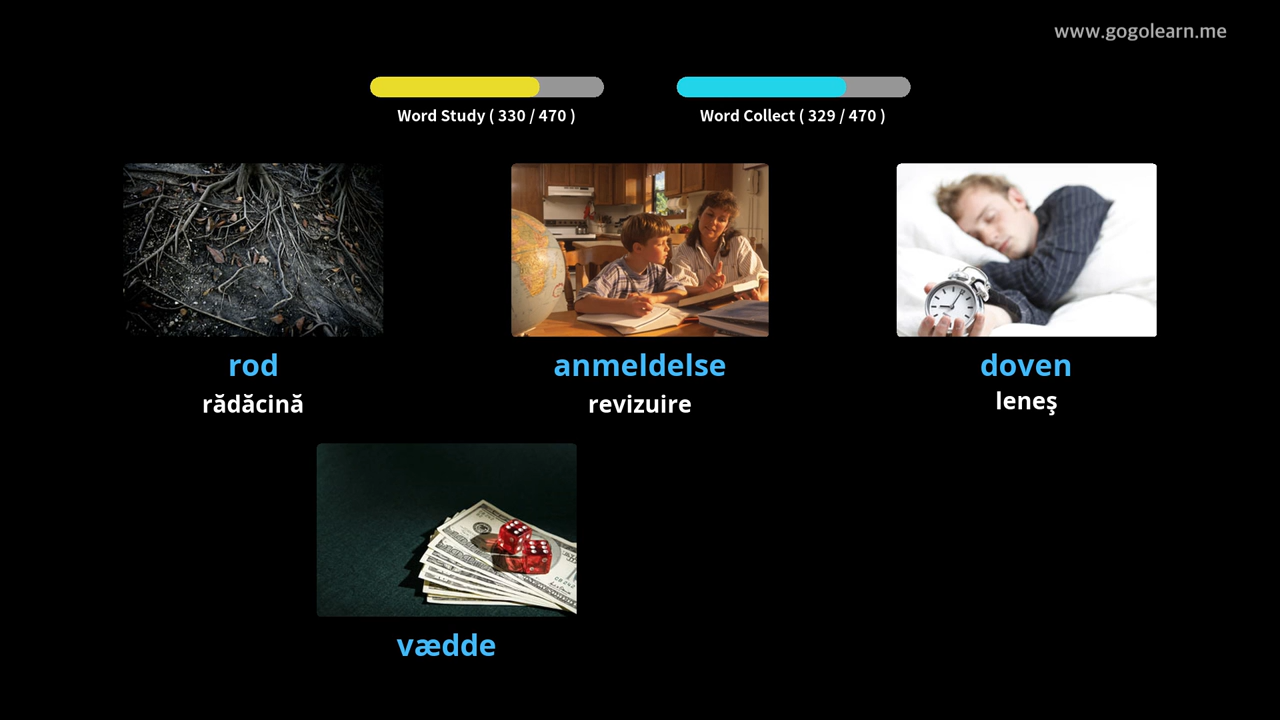 www.gogolearn.me
Word Study ( 330 / 470 )
Word Collect ( 329 / 470 )
rod
rădăcină
anmeldelse
revizuire
doven
leneş
vædde